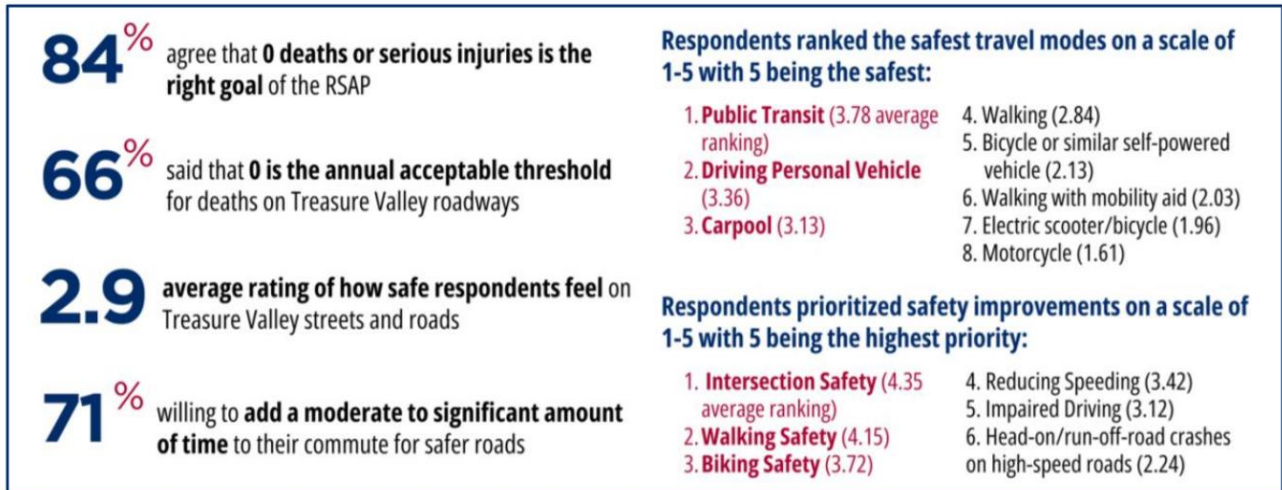 84%
agree that 0 deaths or serious injuries is the
right goal of the RSAP
66%
said that 0 is the annual acceptable threshold
for deaths on Treasure Valley roadways
2.9
average rating of how safe respondents feel on
Treasure Valley streets and roads
71%
willing to add a moderate to significant amount
of time to their commute for safer roads
Respondents ranked the safest travel modes on a scale of
1-5 with 5 being the safest:
1. Public Transit (3.78 average
ranking)
2. Driving Personal Vehicle
(3.36)
3. Carpool (3.13)
4. Walking (2.84)
5. Bicycle or similar self-powered
vehicle (2.13)
6. Walking with mobility aid (2.03)
7. Electric scooter/bicycle (1.96)
8. Motorcycle (1.61)
Respondents prioritized safety improvements on a scale of
1-5 with 5 being the highest priority:
1. Intersection Safety (4.35
average ranking)
2. Walking Safety (4.15)
3. Biking Safety (3.72)
4. Reducing Speeding (3.42)
5. Impaired Driving (3.12)
6. Head-on/run-off-road crashes
on high-speed roads (2.24)